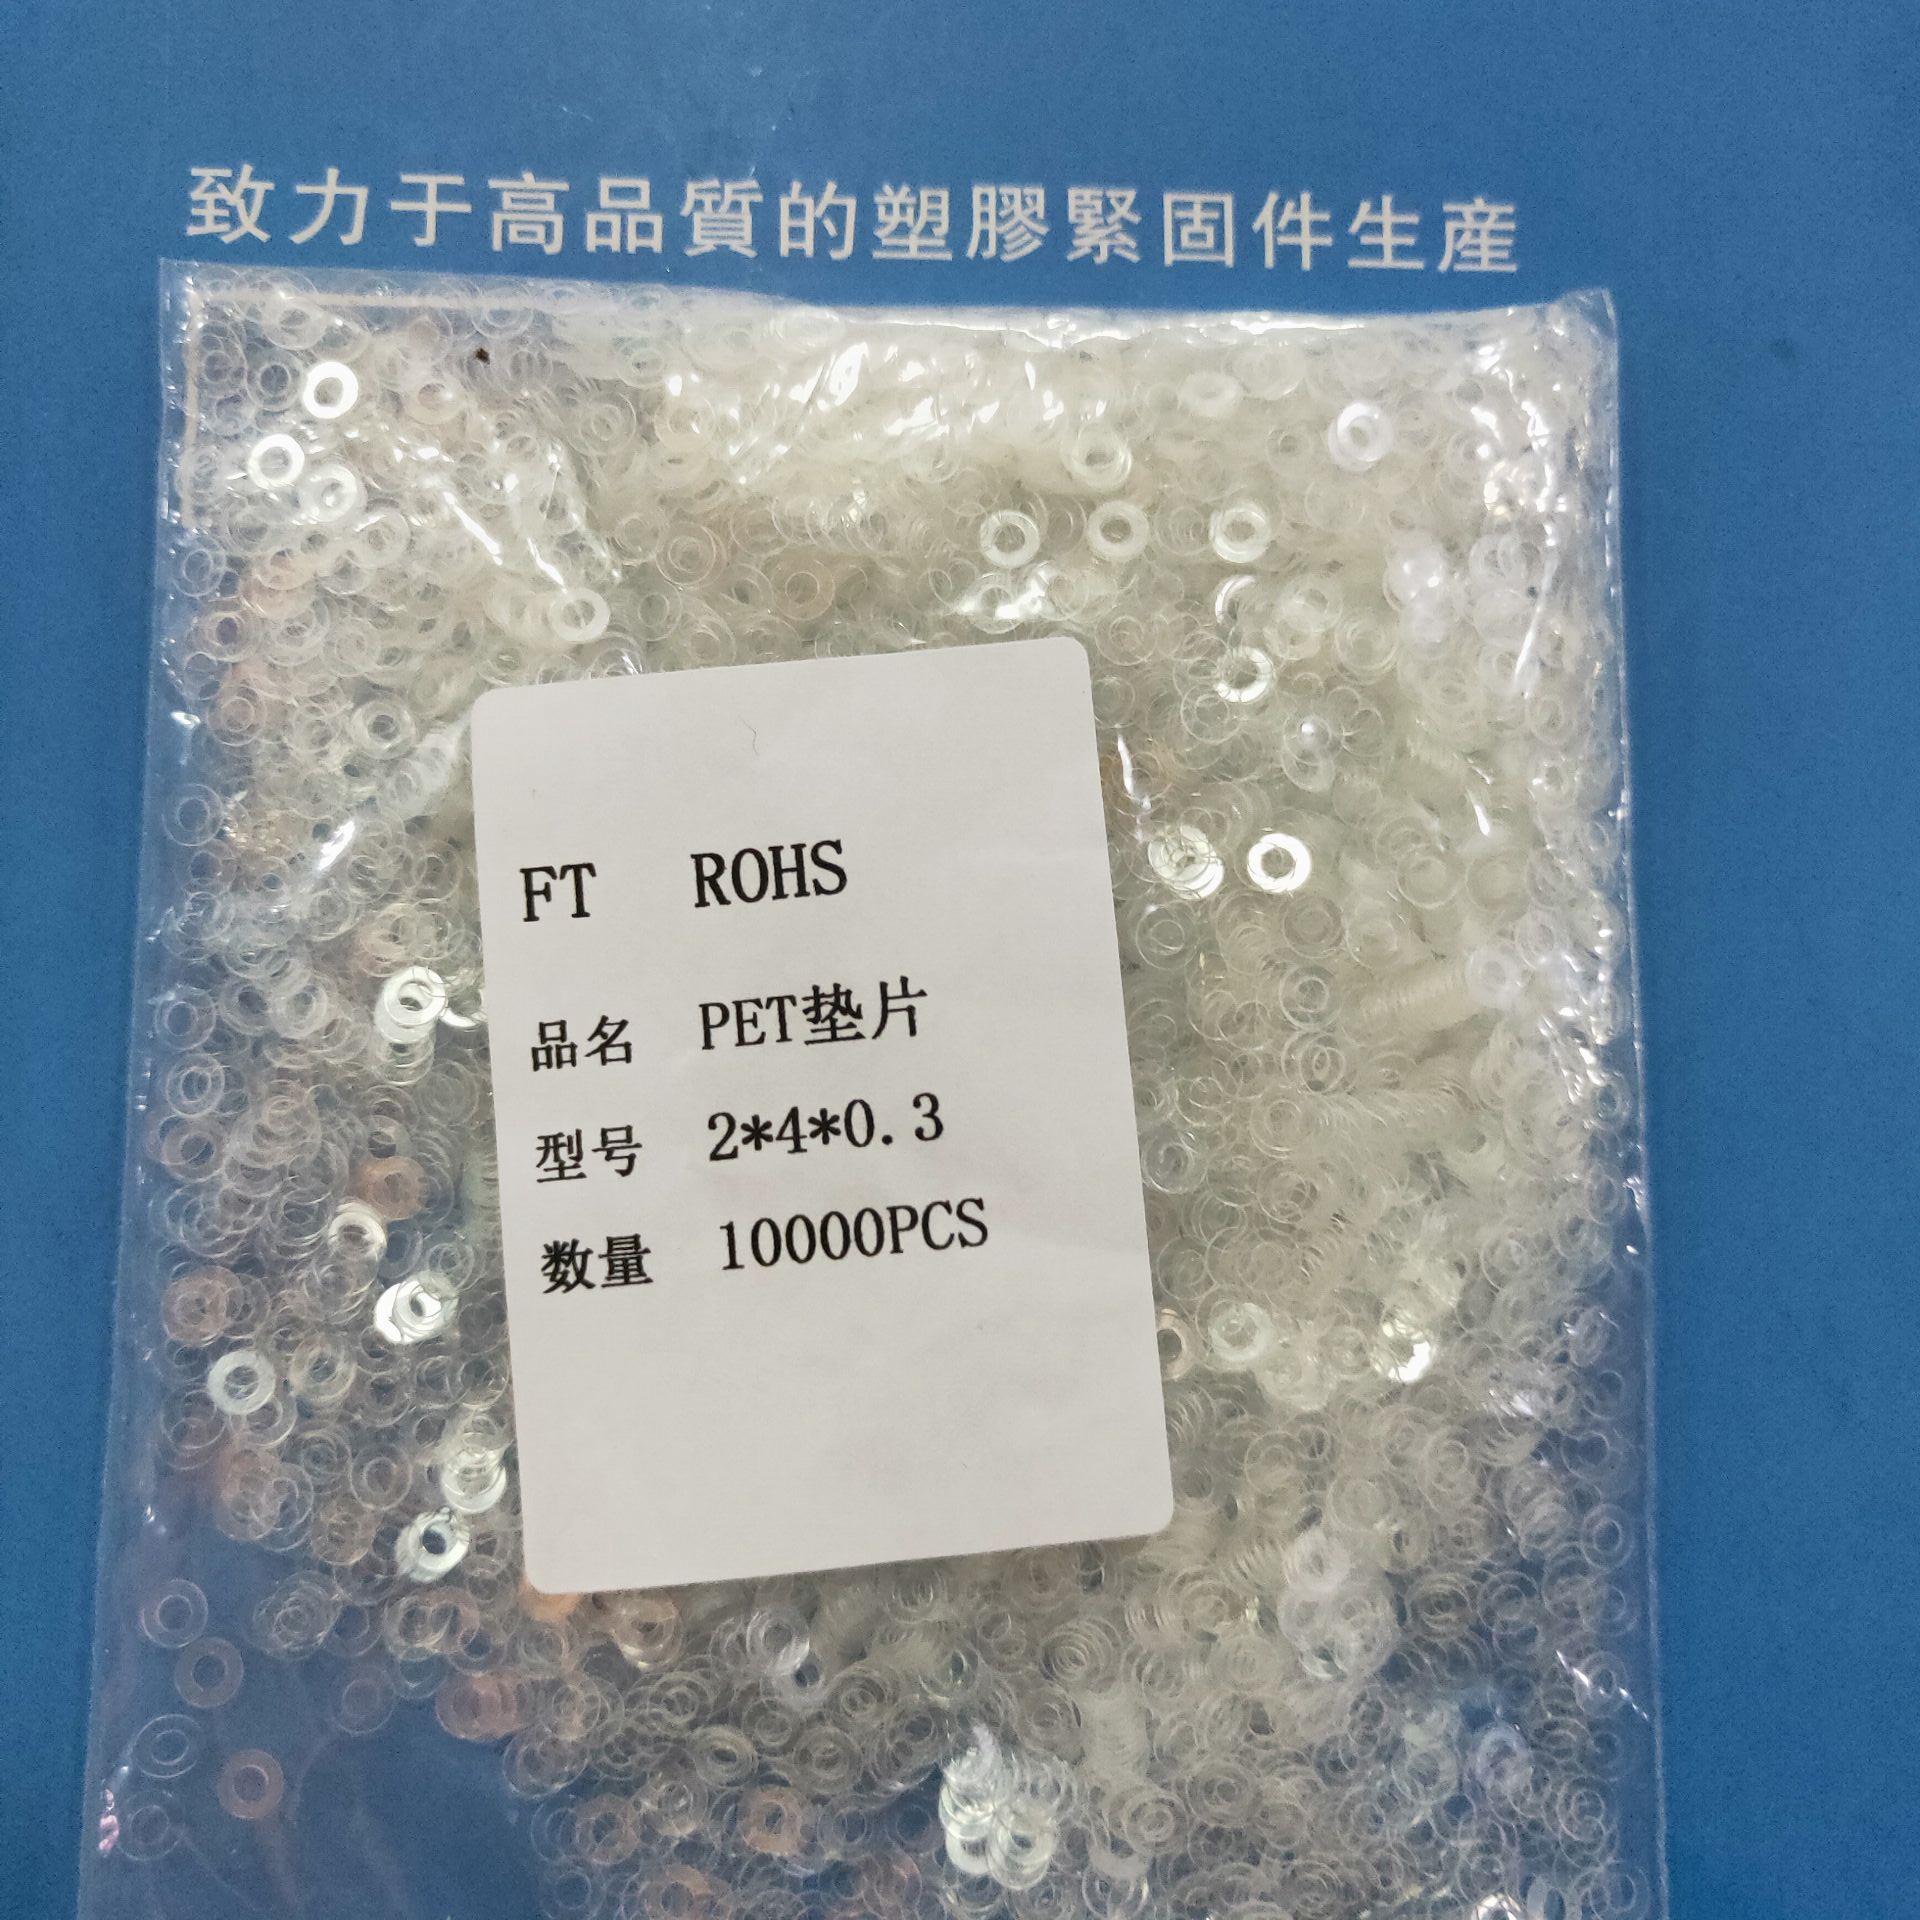 致力于高品質的塑膠緊固件生産
FT ROHS
品名 PET垫片
型号 2*4*0.3
数量 10000PCS